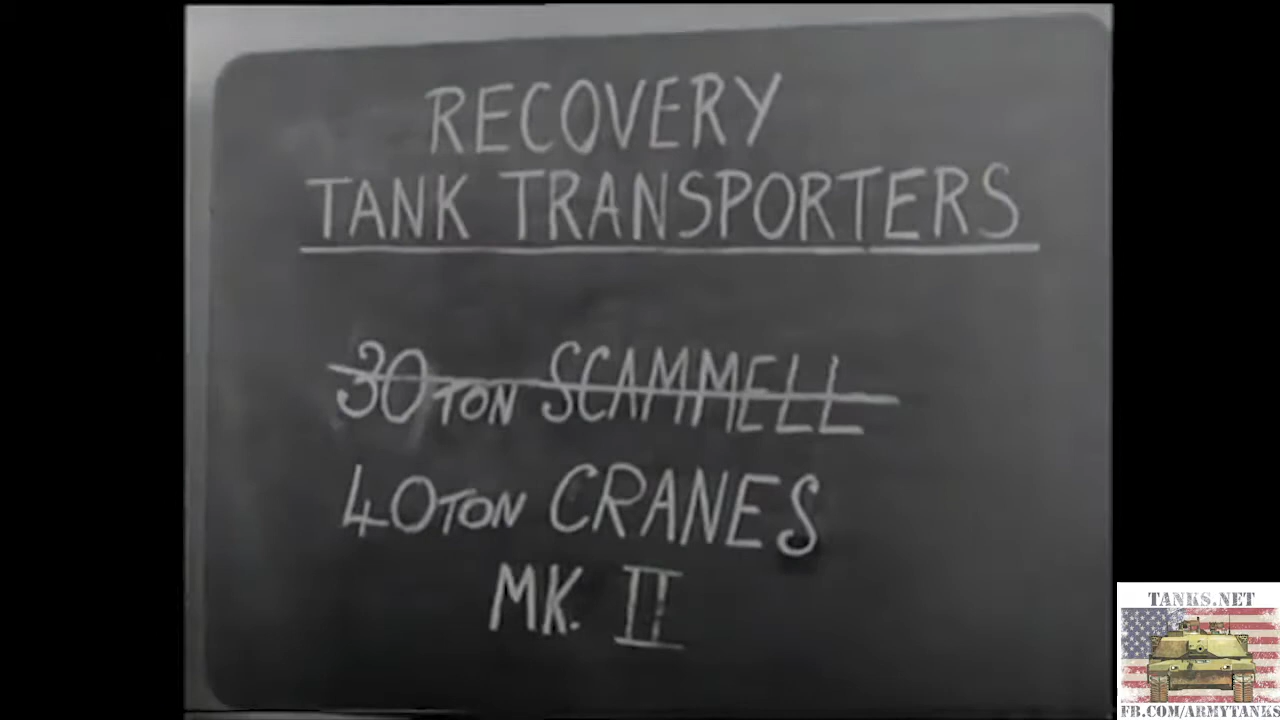 RECOVERY
TANK TRANSPORTERS
30 TON SCAMMELL
40 TON CRANES
MK. II
TANKS.NET
FB.COM/ARMYTANKS